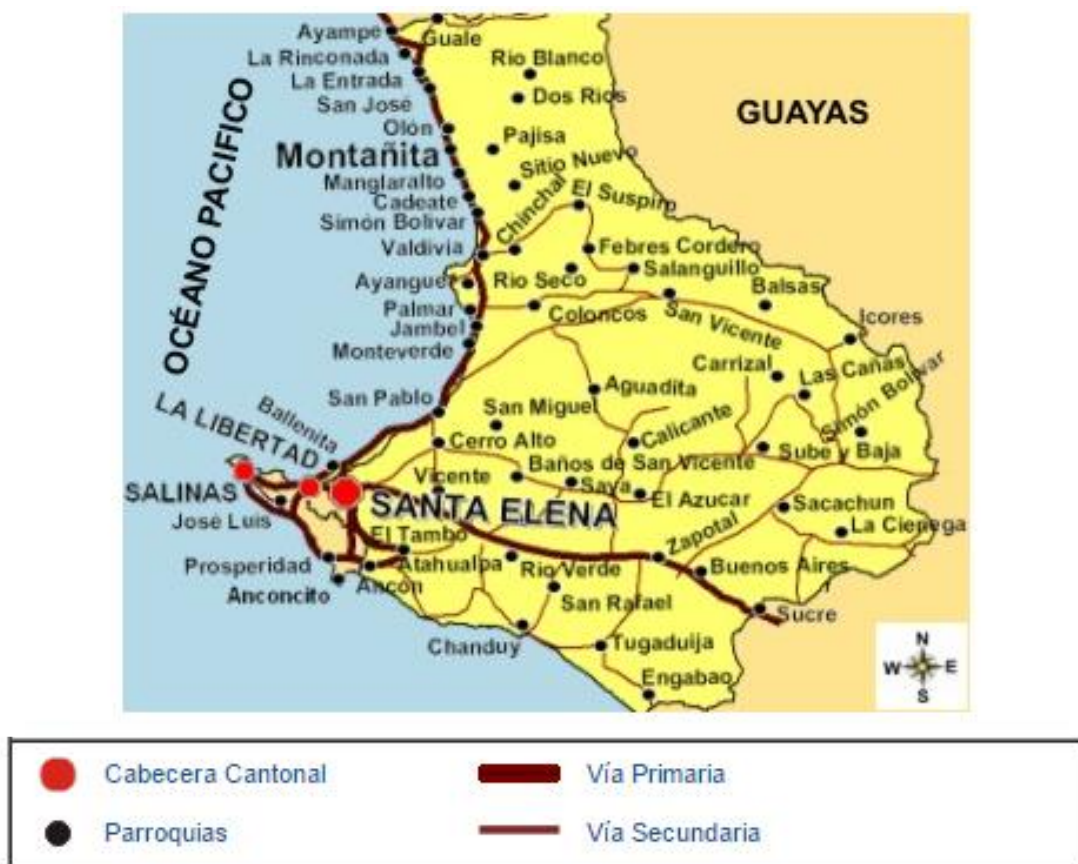 Ayampe
Guale
La Rinconada
Rio Blanco
La Entrada
Dos Rios
San José
GUAYAS
OCÉANO PACIFICO
Olón
Pajisa
Montañita
Sitio Nuevo
Manglaralto
Cadeate
Chinchal
El Suspiro
Simón Bolivar
Valdivia
Febres Cordero
Salanguillo
Ayangue
Rio Seco
Balsas
Palmar
Coloncos
San Vicente
Icores
Jambel
Monteverde
Carrizal
Las Cañas
Aguadita
San Pablo
San Miguel
Simón Bolivar
LA LIBERTAD
Ballenita
Cerro Alto
Calicante
Sube y Baja
Vicente
Baños de San Vicente
Saya
SALINAS
El Azucar
Sacachun
José Luis
SANTA ELENA
La Cienega
El Tambo
Zapotal
Prosperidad
Atahualpa
Rio Verde
Buenos Aires
Anconcito
Ancón
San Rafael
Sucre
Chanduy
Tugaduija
Engabao
N
W E
S
Cabecera Cantonal
Vía Primaria
Parroquias
Vía Secundaria